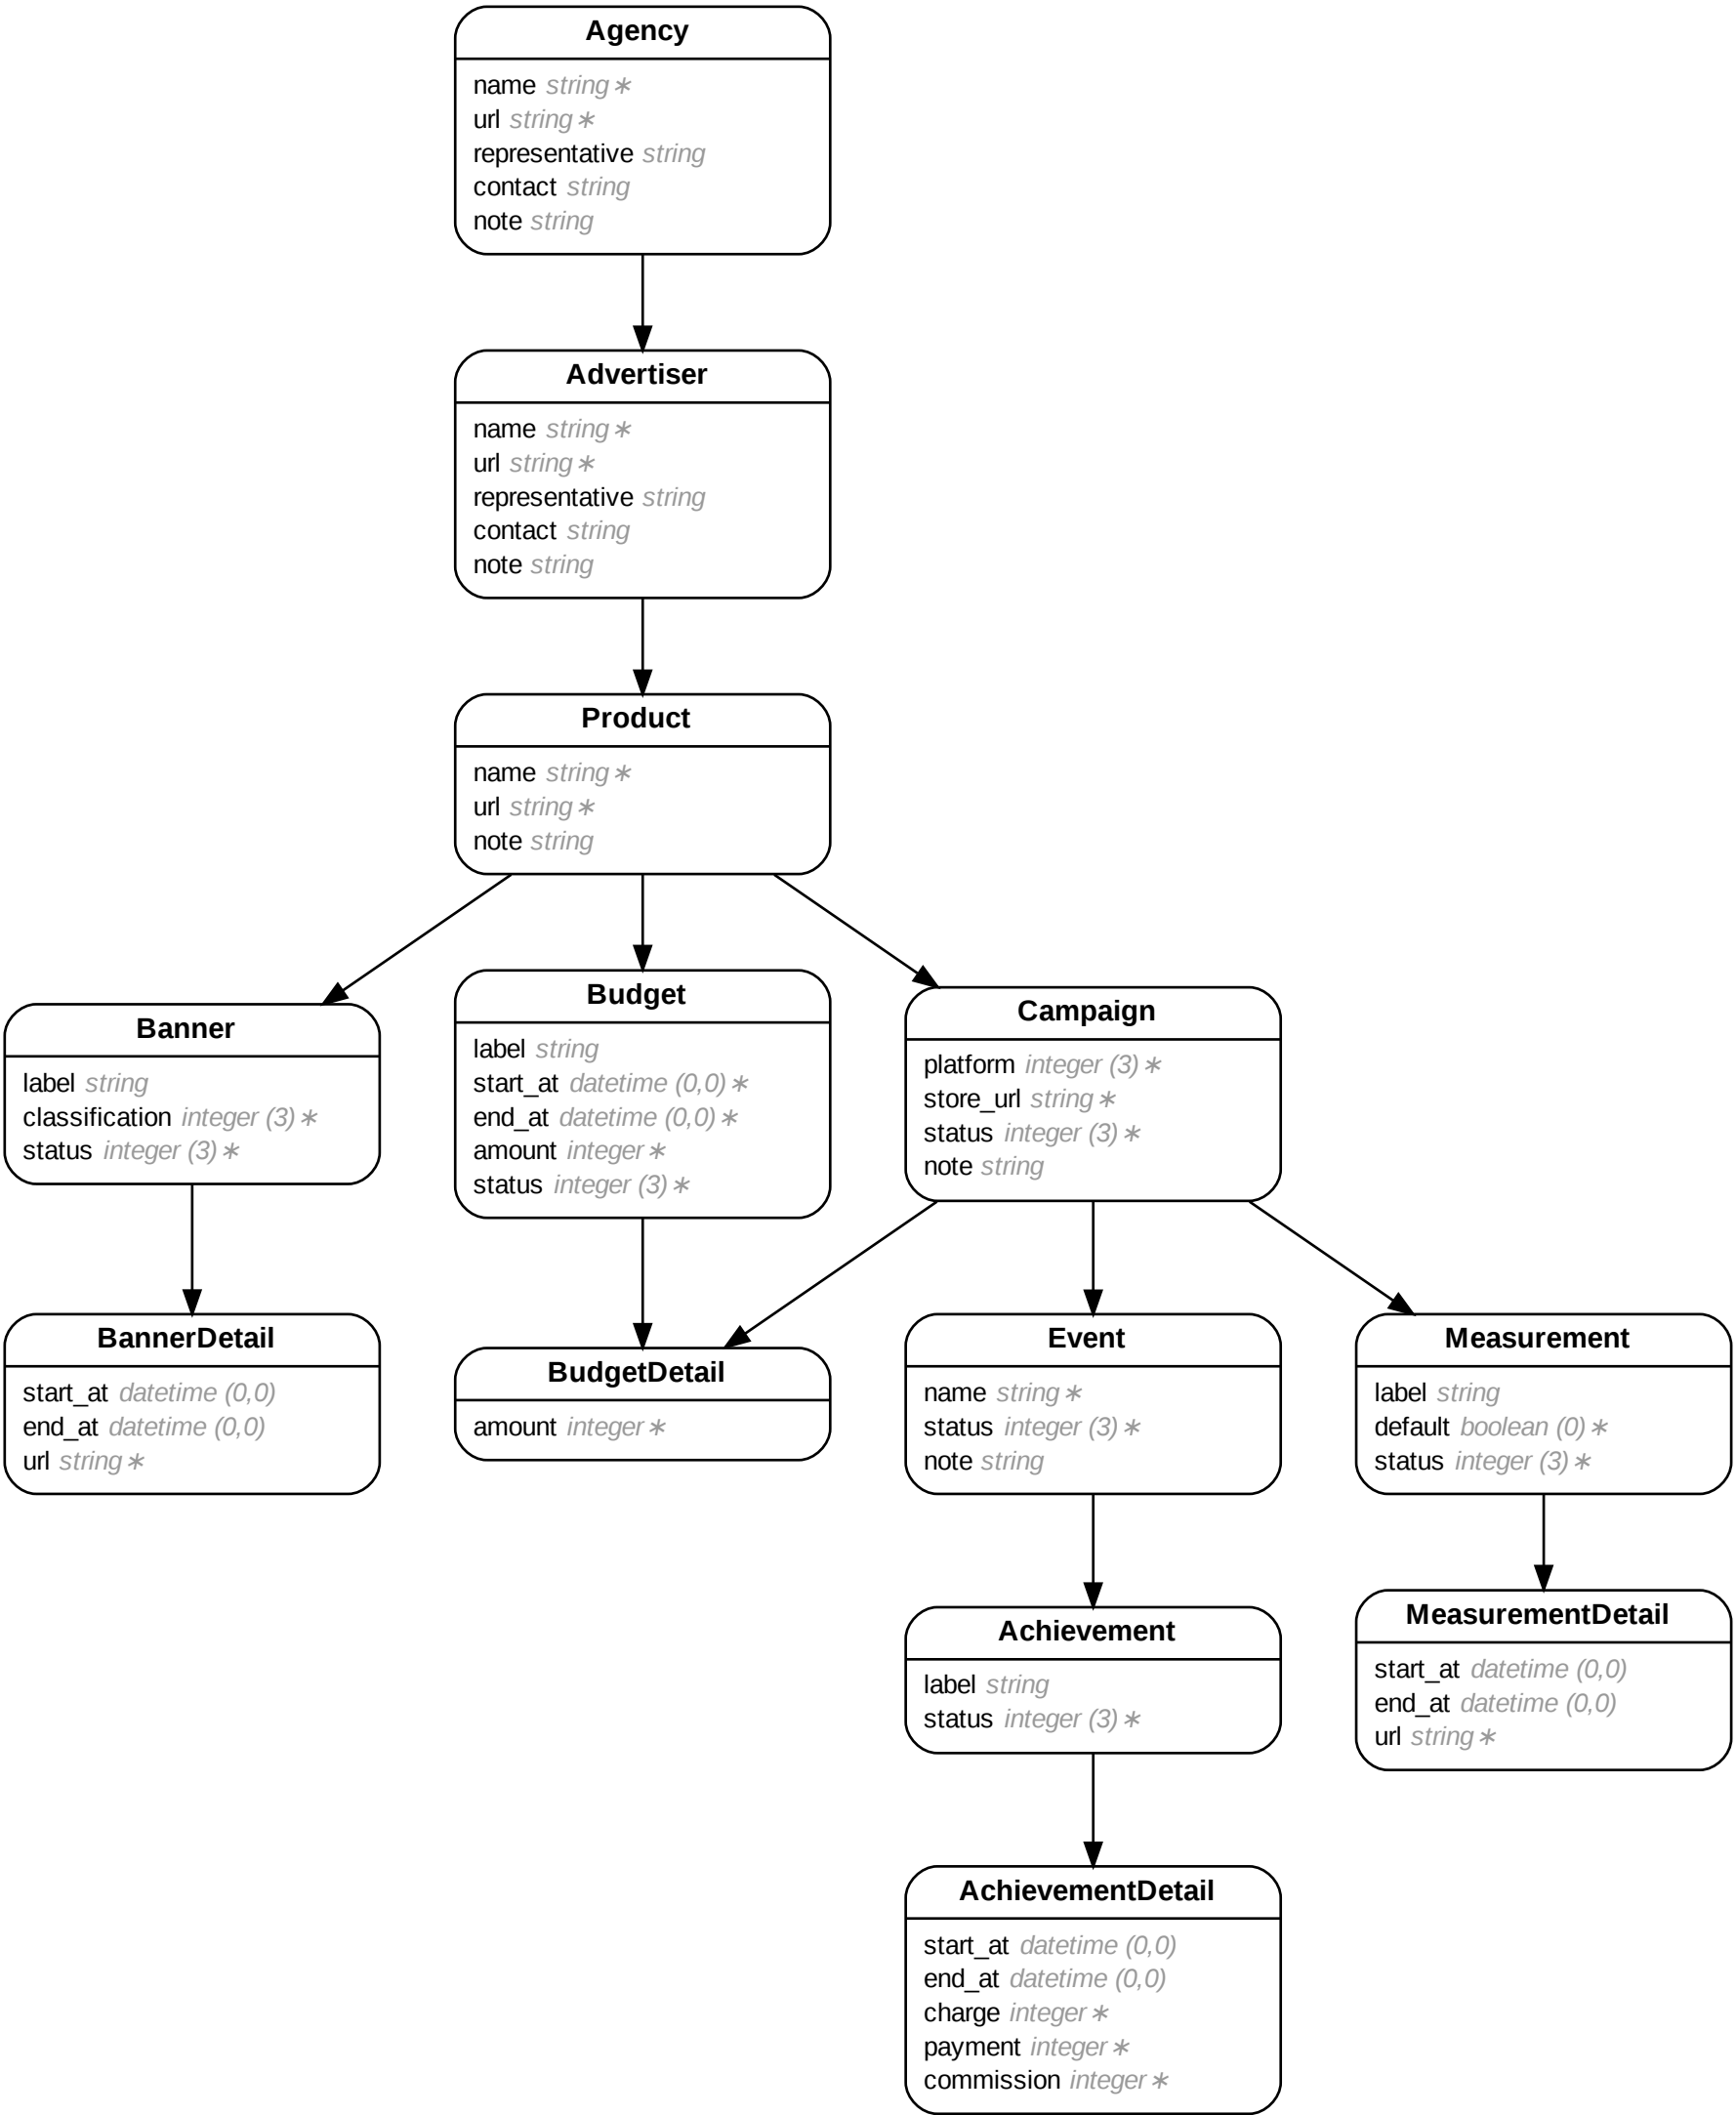 Agency
name string∗
url string∗
representative string
contact string
note string
Advertiser
name string∗
url string∗
representative string
contact string
note string
Product
name string∗
url string∗
note string
Banner
label string
classification integer (3)∗
status integer (3)∗
Budget
label string
start_at datetime (0,0)∗
end_at datetime (0,0)∗
amount integer∗
status integer (3)∗
Campaign
platform integer (3)∗
store_url string∗
status integer (3)∗
note string
BannerDetail
start_at datetime (0,0)
end_at datetime (0,0)
url string∗
BudgetDetail
amount integer∗
Event
name string∗
status integer (3)∗
note string
Measurement
label string
default boolean (0)∗
status integer (3)∗
Achievement
label string
status integer (3)∗
MeasurementDetail
start_at datetime (0,0)
end_at datetime (0,0)
url string∗
AchievementDetail
start_at datetime (0,0)
end_at datetime (0,0)
charge integer∗
payment integer∗
commission integer∗